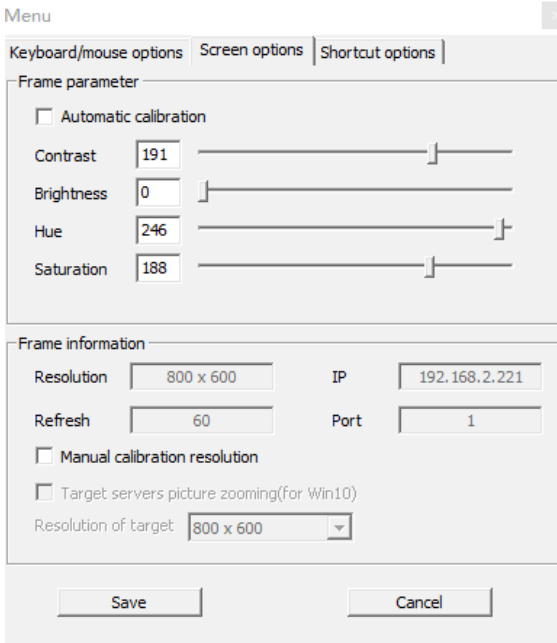 Menu
Keyboard/mouse options Screen options Shortcut options
Frame parameter
Automatic calibration
Contrast 191
Brightness 0
Hue 246
Saturation 188
Frame information
Resolution 800 x 600 IP 192.168.2.221
Refresh 60 Port 1
Manual calibration resolution
Target servers picture zooming(for Win10)
Resolution of target 800 x 600
Save Cancel